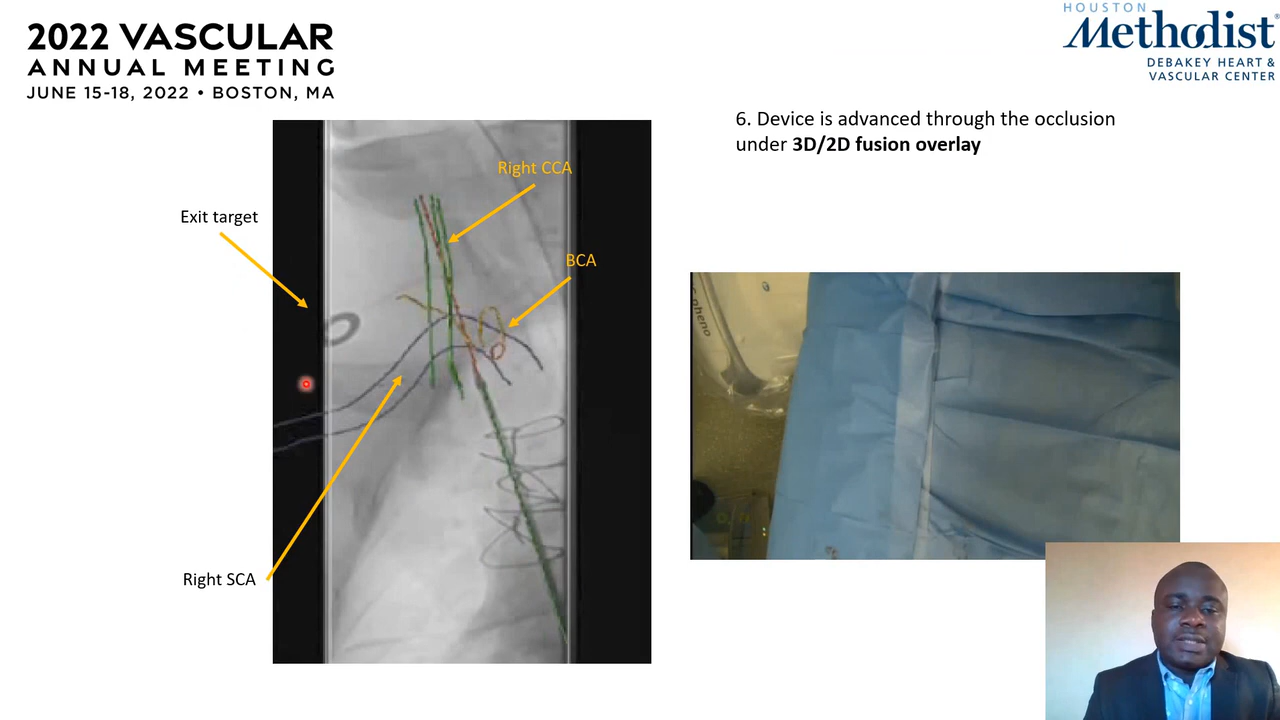 2022 VASCULAR
ANNUAL MEETING
JUNE 15-18, 2022 • BOSTON, MA
HOUSTON
Methodist®
DEBAKEY HEART &
VASCULAR CENTER
6. Device is advanced through the occlusion
under 3D/2D fusion overlay
Right CCA
Exit target
BCA
Right SCA
pheno